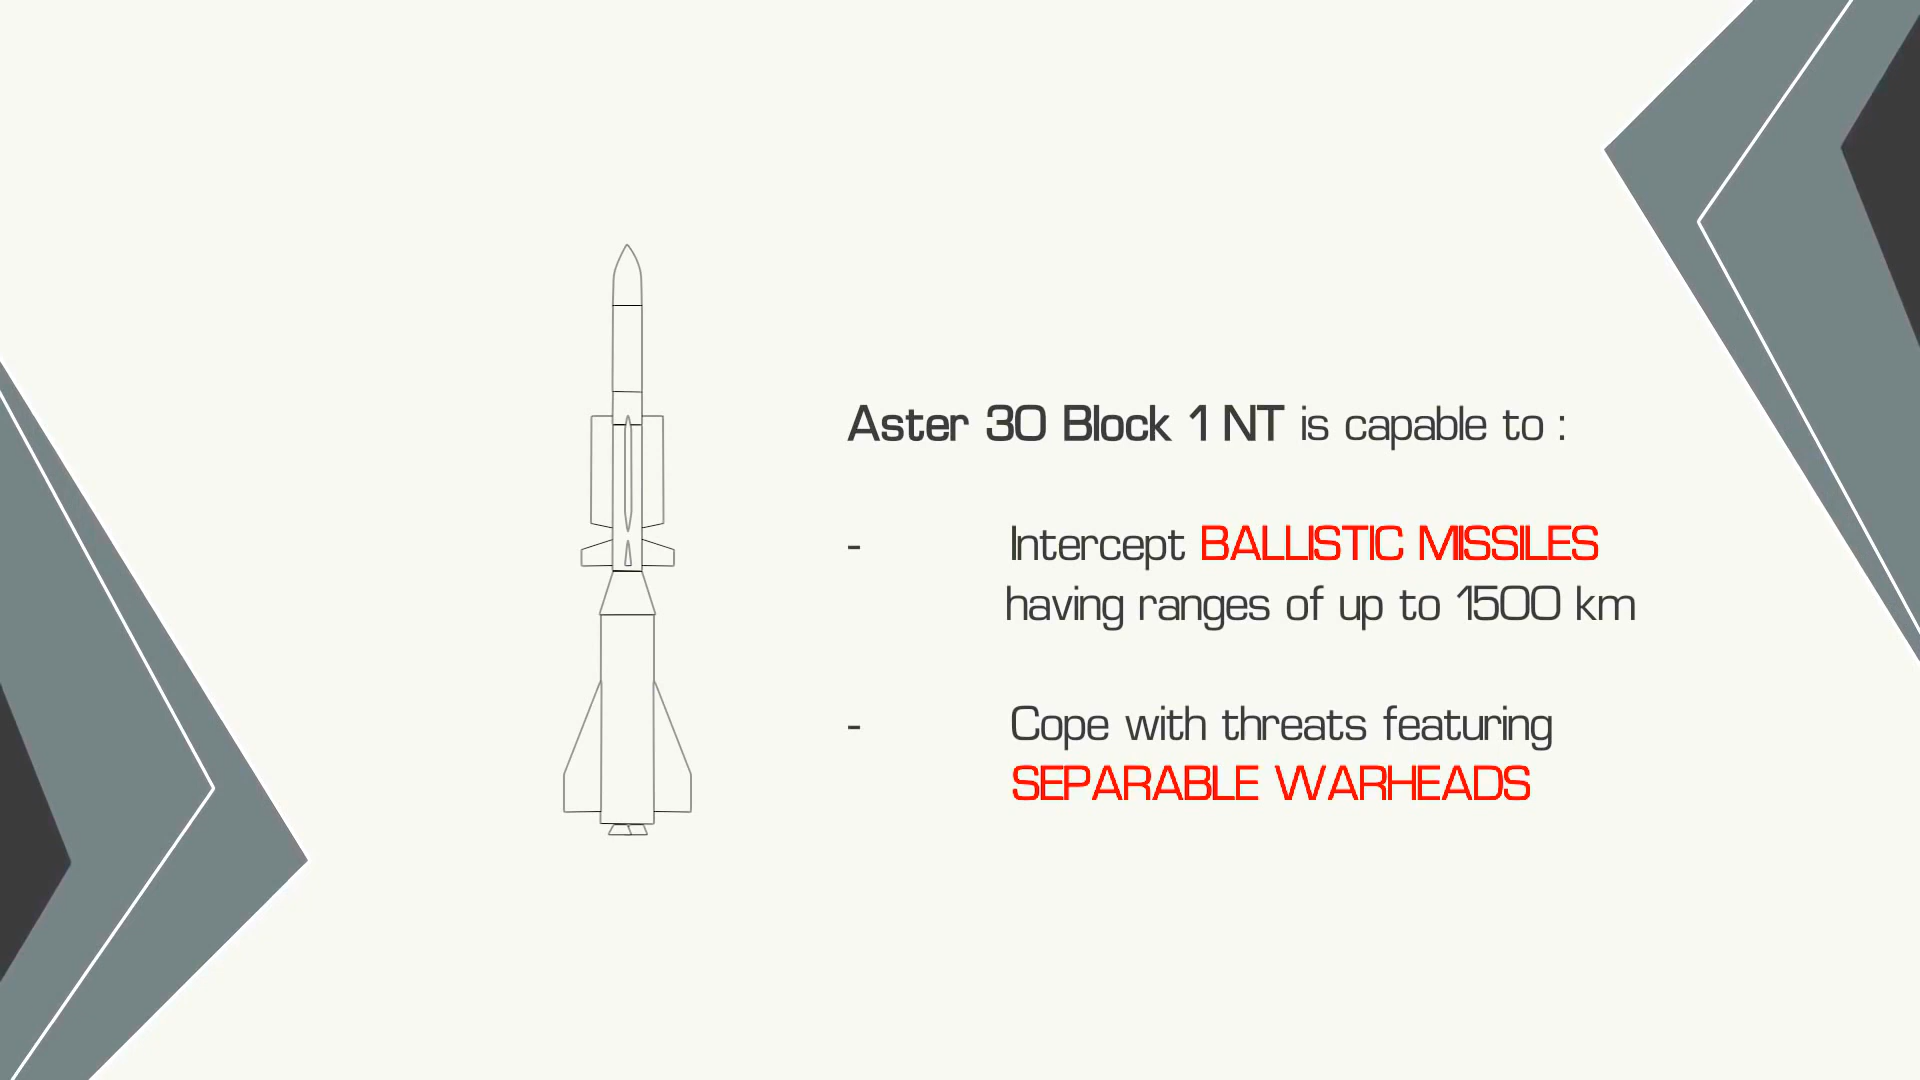 Aster 30 Block 1 NT is capable to :
- Intercept BALLISTIC MISSILES
having ranges of up to 1500 km
- Cope with threats featuring
SEPARABLE WARHEADS